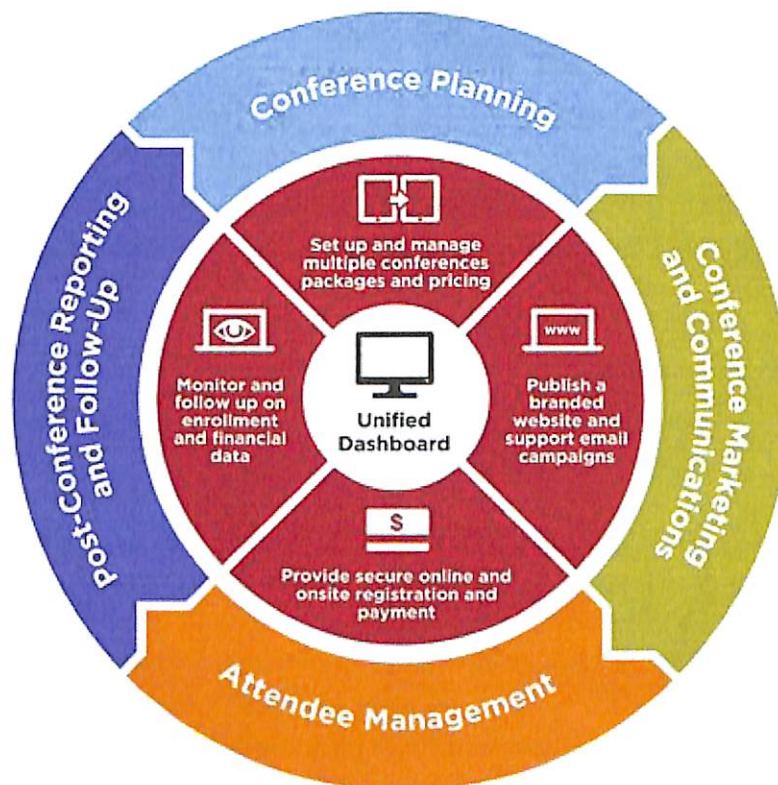 Conference Planning
Set up and manage
multiple conferences
packages and pricing
Conference Marketing
and Communications
www
Publish a
branded
website and
support email
campaigns
Attendee Management
$
Provide secure online and
onsite registration and
payment
Post-Conference Reporting
and Follow-Up
Monitor and
follow up on
enrollment
and financial
data
Unified
Dashboard